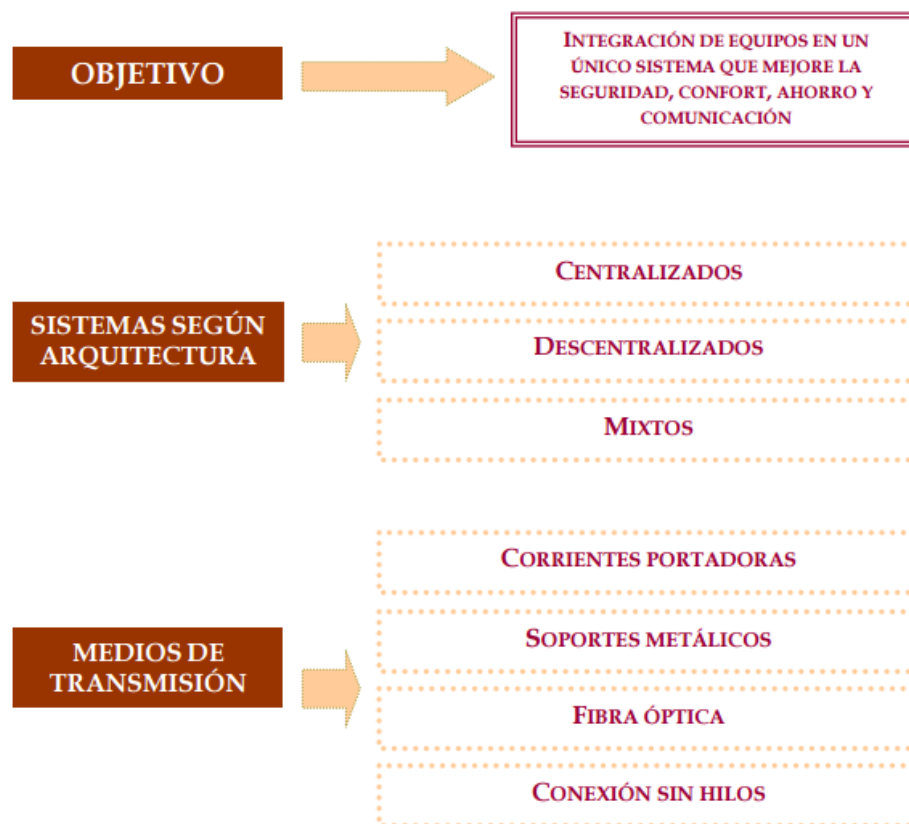 OBJETIVO
INTEGRACIÓN DE EQUIPOS EN UN
ÚNICO SISTEMA QUE MEJORE LA
SEGURIDAD, CONFORT, AHORRO Y
COMUNICACIÓN
SISTEMAS SEGÚN
ARQUITECTURA
CENTRALIZADOS
DESCENTRALIZADOS
MIXTOS
MEDIOS DE
TRANSMISIÓN
CORRIENTES PORTADORAS
SOPORTES METÁLICOS
FIBRA ÓPTICA
CONEXIÓN SIN HILOS